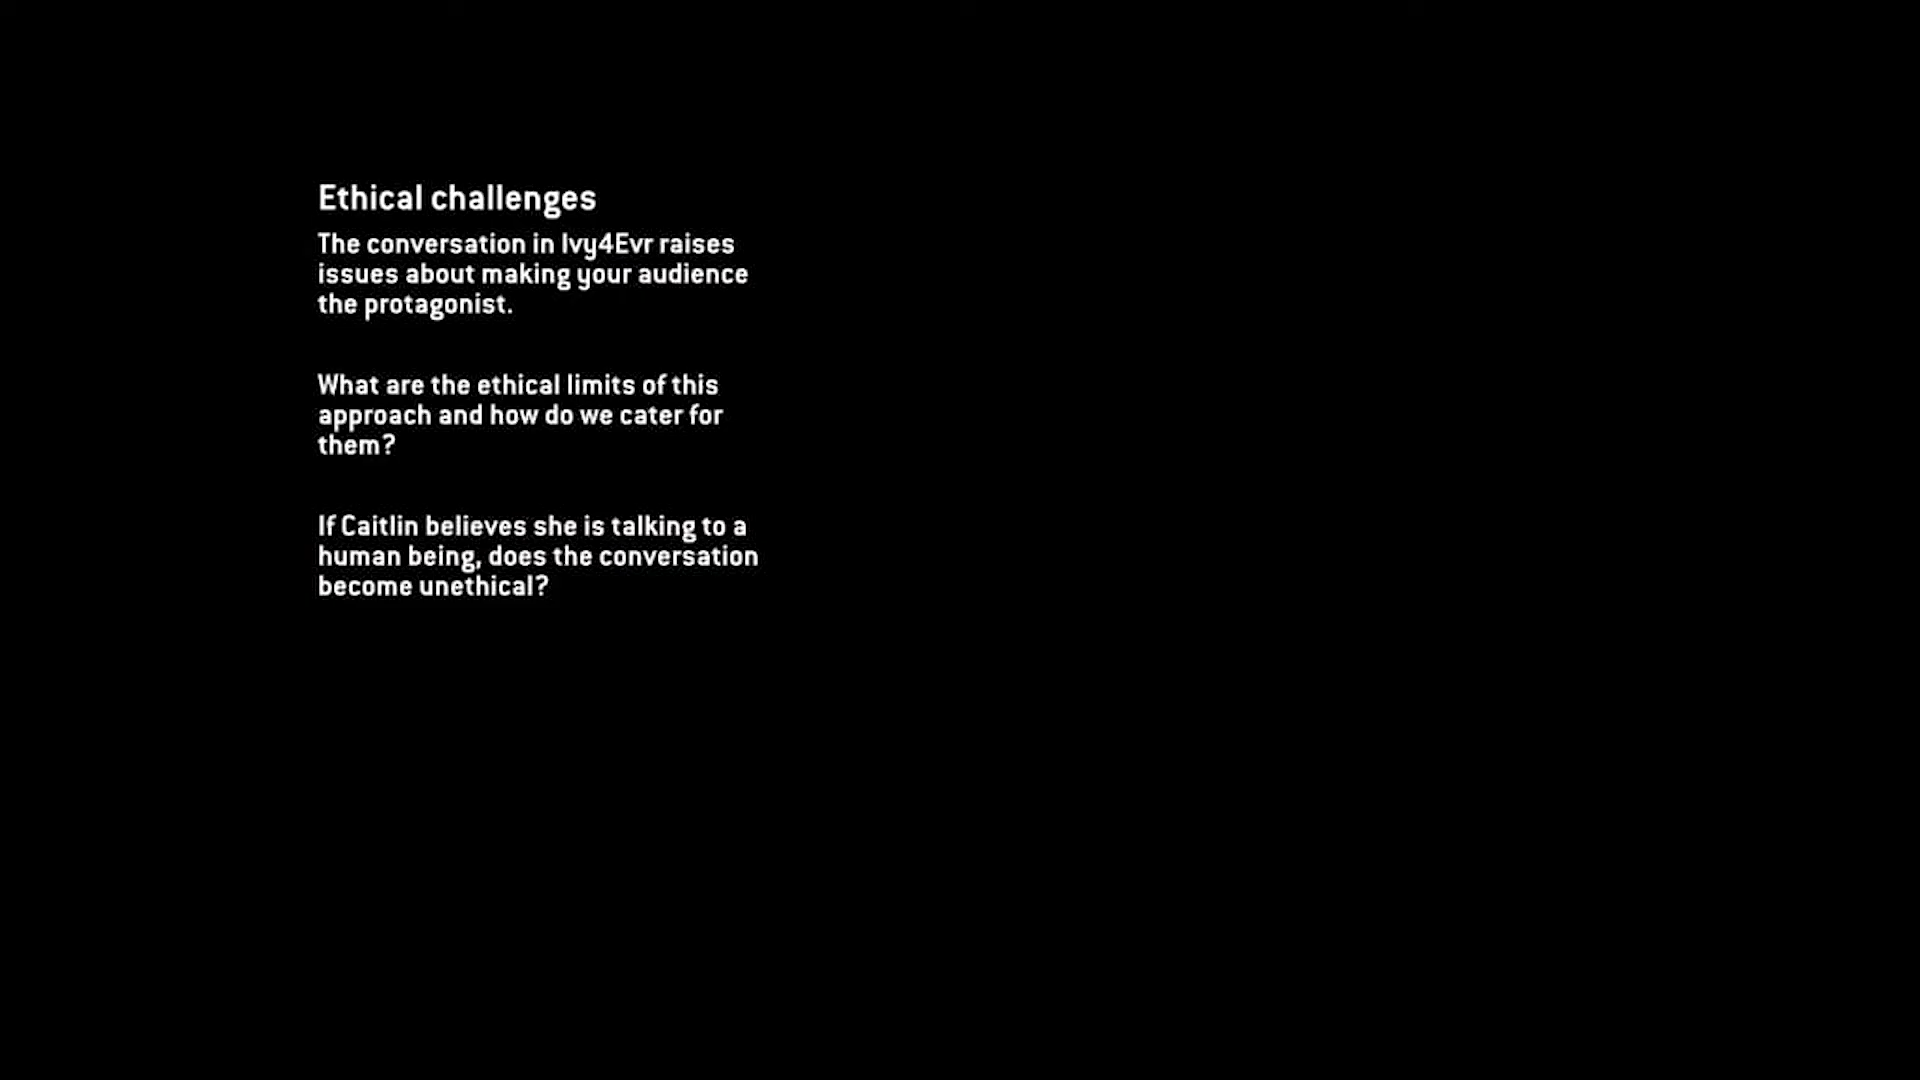 Ethical challenges
The conversation in Ivy4Evr raises
issues about making your audience
the protagonist.
What are the ethical limits of this
approach and how do we cater for
them?
If Caitlin believes she is talking to a
human being, does the conversation
become unethical?